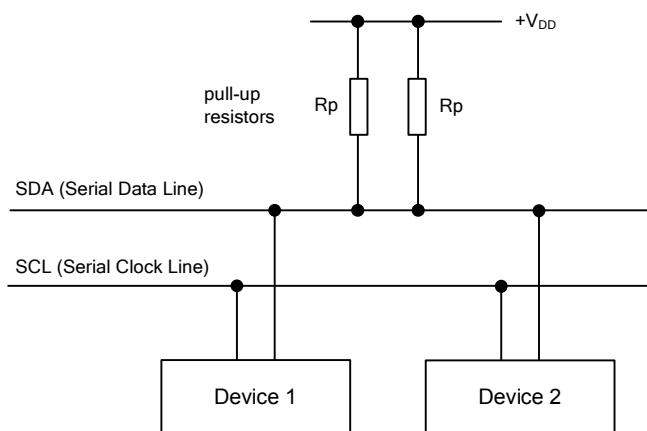 +VDD
pull-up
resistors
Rp
Rp
SDA (Serial Data Line)
SCL (Serial Clock Line)
Device 1
Device 2